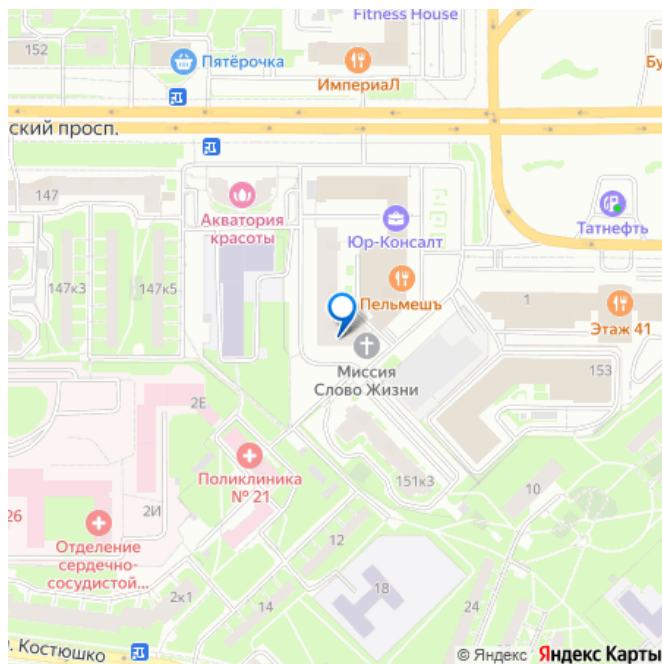 Fitness House
152
Пятёрочка
ИмпериаЛ
Бу
ский просп.
147
Акватория
красоты
Юр-Консалт
Татнефть
147к3
147к5
Пельмешъ
1
Этаж 41
Миссия
Слово Жизни
153
2Е
Поликлиника
№ 21
151к3
10
26
2И
Отделение
сердечно-
сосудистой...
12
2к1
14
18
24
. Костюшко
© Яндекс Яндекс Карты